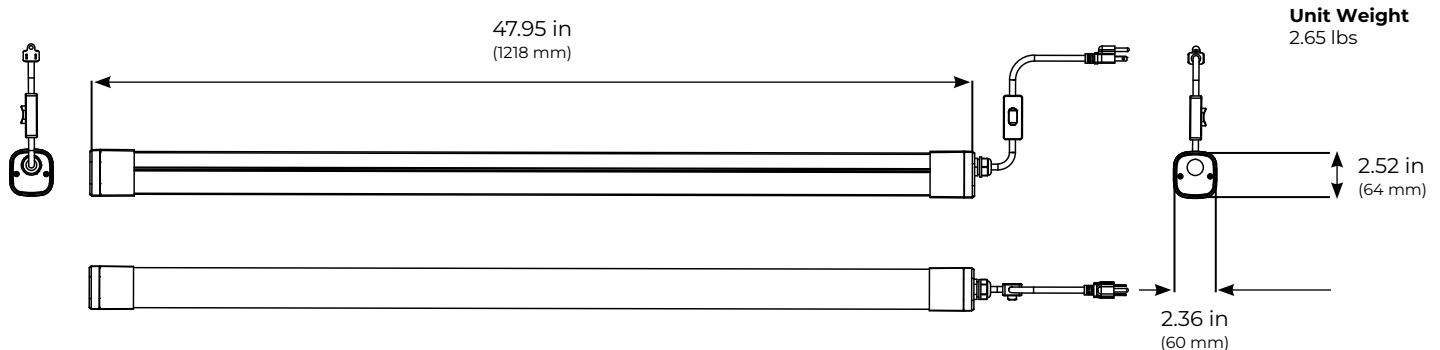 47.95 in
(1218 mm)
Unit Weight
2.65 lbs
2.52 in
(64 mm)
2.36 in
(60 mm)